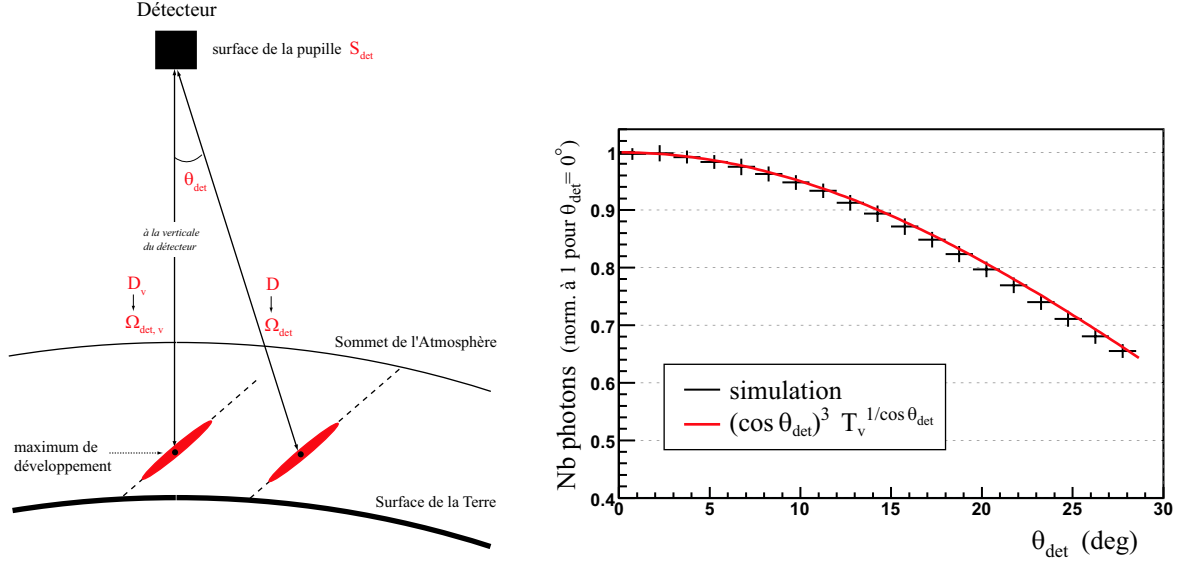 Détecteur
surface de la pupille S_det
θ_det
à la verticale
du détecteur
D_v
Ω_det, v
D
Ω_det
Sommet de l'Atmosphère
maximum de
développement
Surface de la Terre
Nb photons (norm. à 1 pour θ_det = 0°)
1
0.9
0.8
0.7
0.6
0.5
0.4
simulation
(cos θ_det)^3 T_v^1/cos θ_det
0 5 10 15 20 25 30
θ_det (deg)